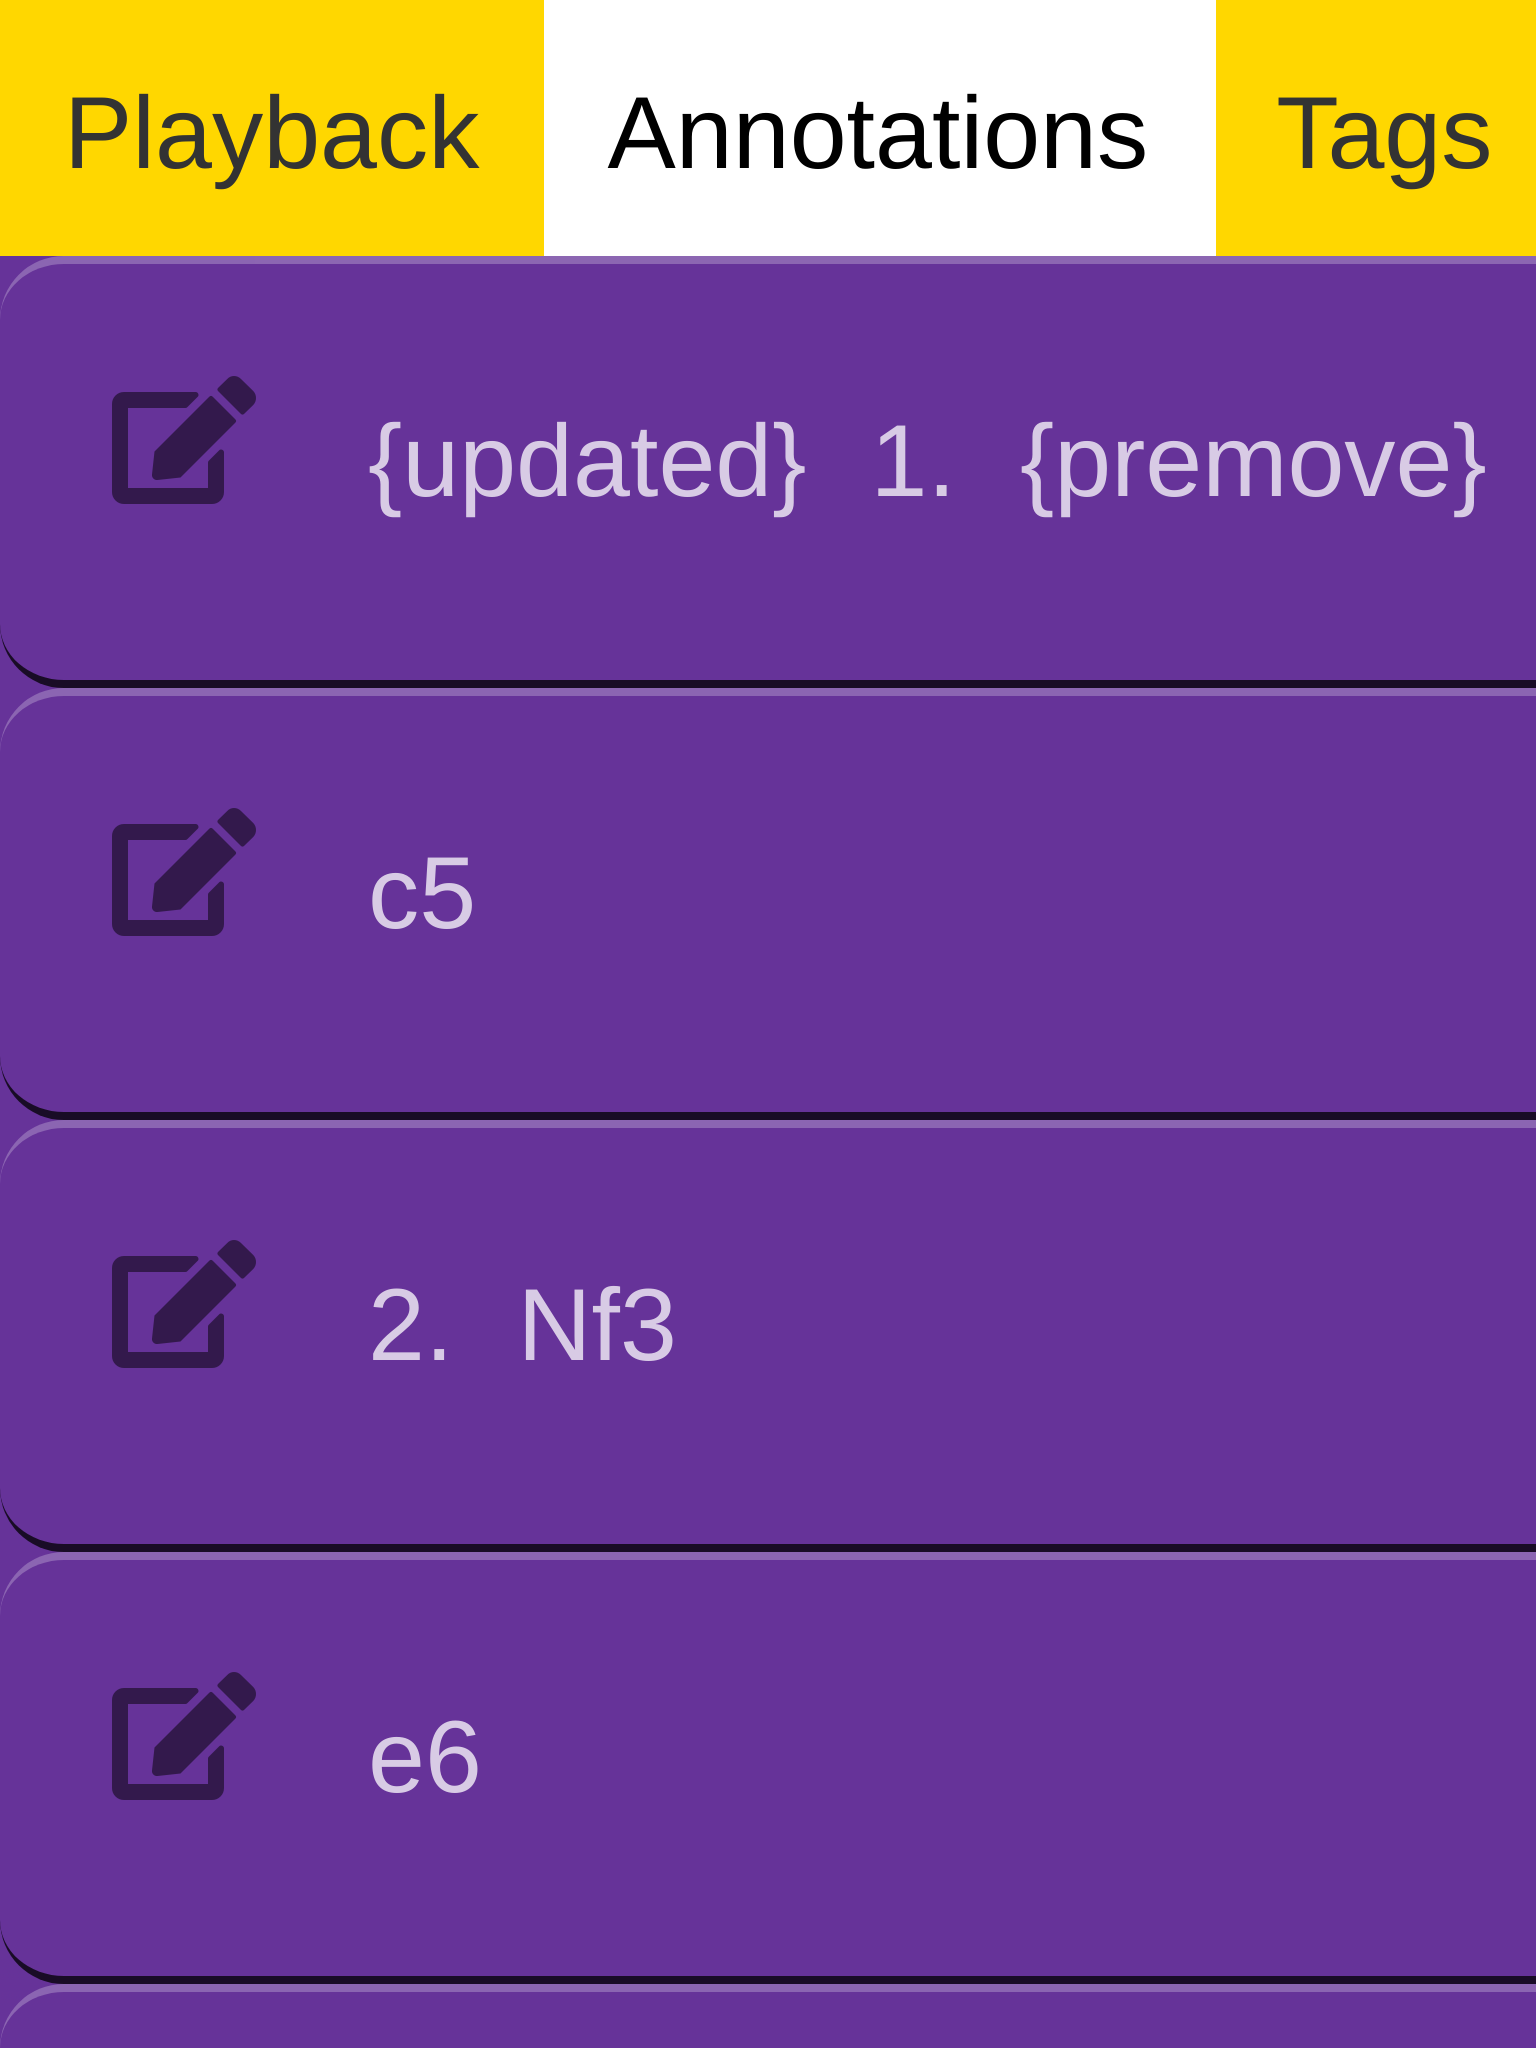 Playback Annotations Tags
{updated} 1. {premove}
c5
2. Nf3
e6